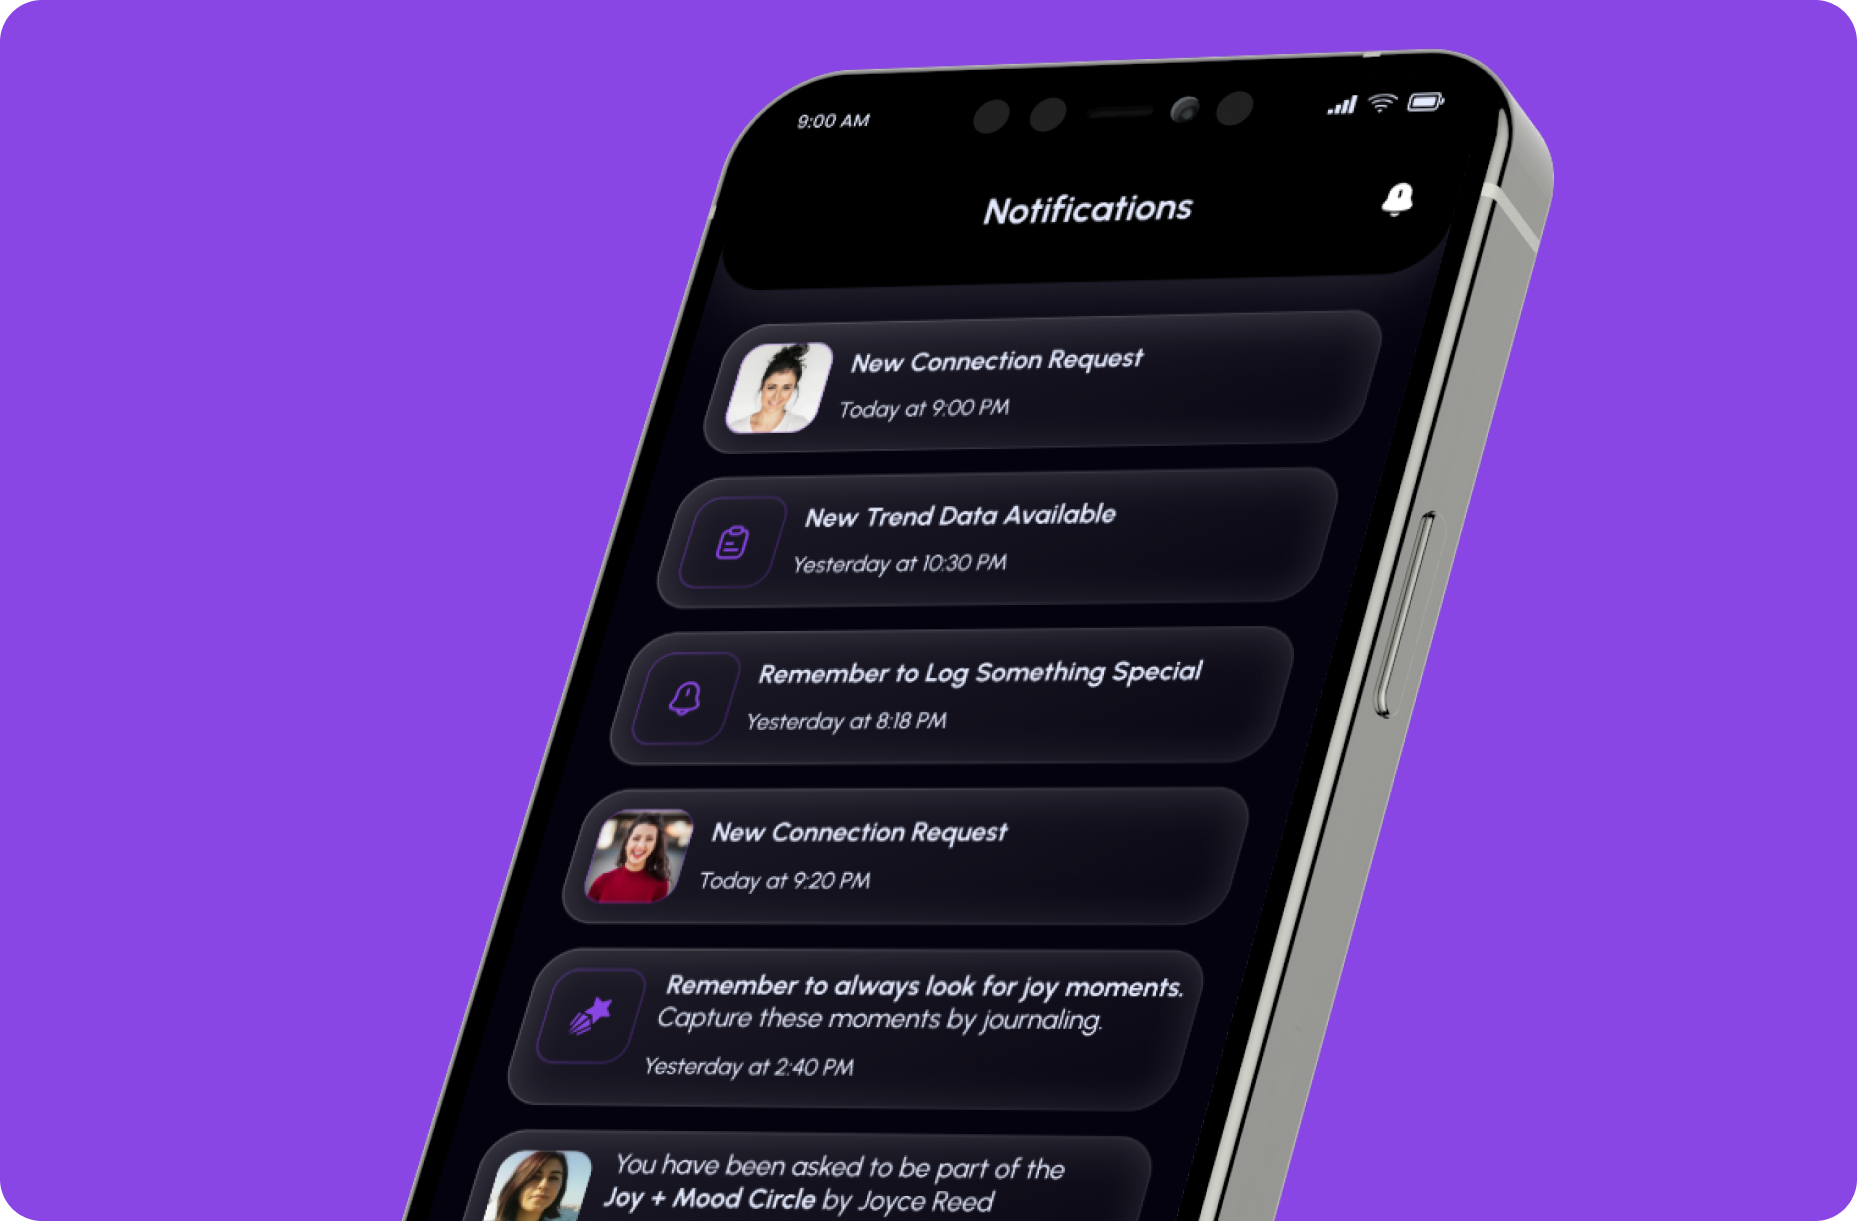 9:00 AM
Notifications
New Connection Request
Today at 9:00 PM
New Trend Data Available
Yesterday at 10:30 PM
Remember to Log Something Special
Yesterday at 8:18 PM
New Connection Request
Today at 9:20 PM
Remember to always look for joy moments.
Capture these moments by journaling.
Yesterday at 2:40 PM
You have been asked to be part of the
Joy + Mood Circle by Joyce Reed